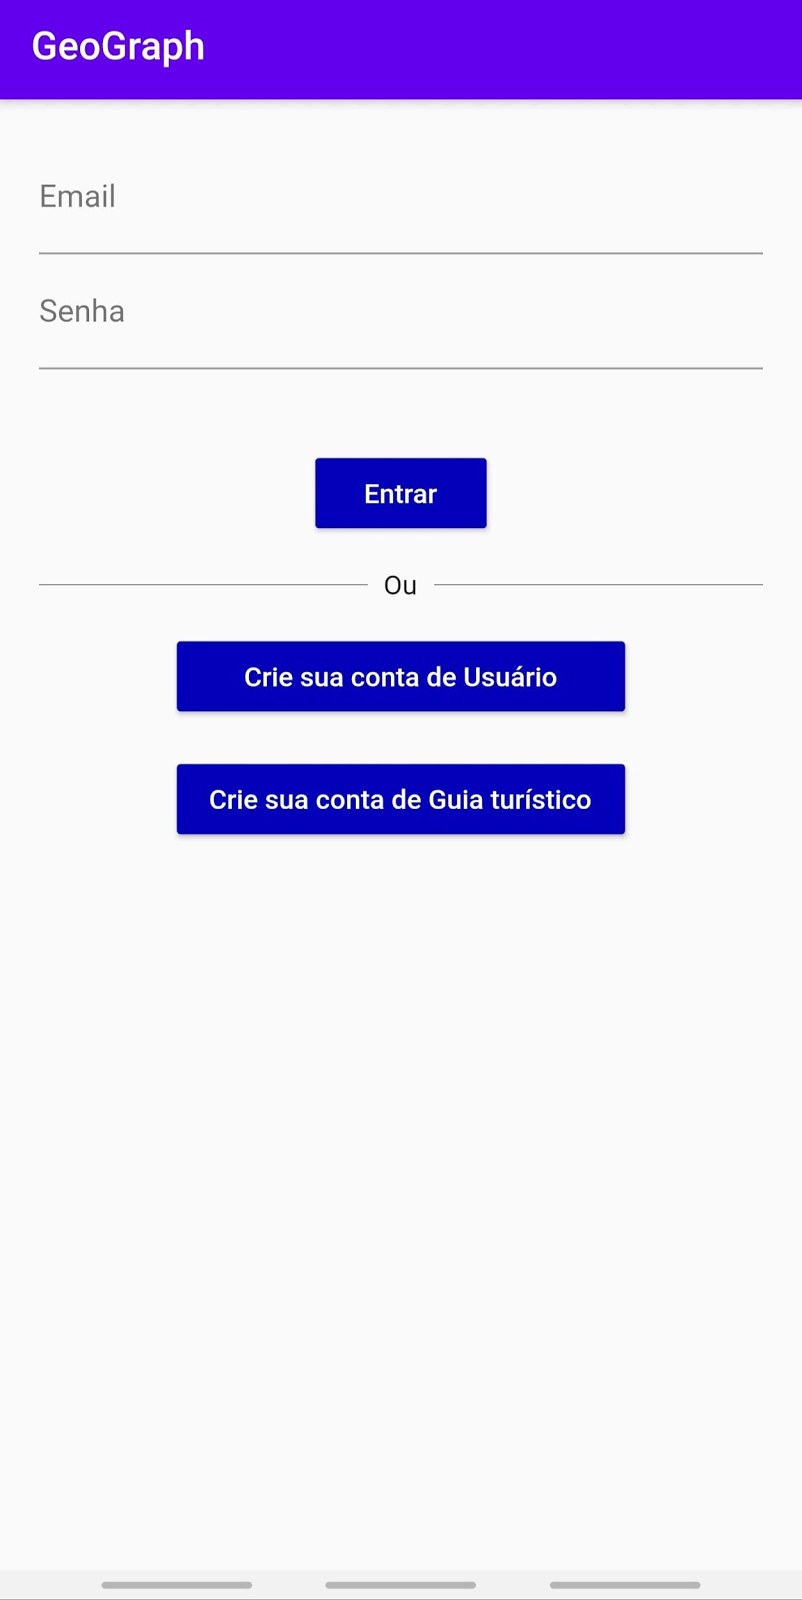 GeoGraph
Email
Senha
Entrar
Ou
Crie sua conta de Usuário
Crie sua conta de Guia turístico